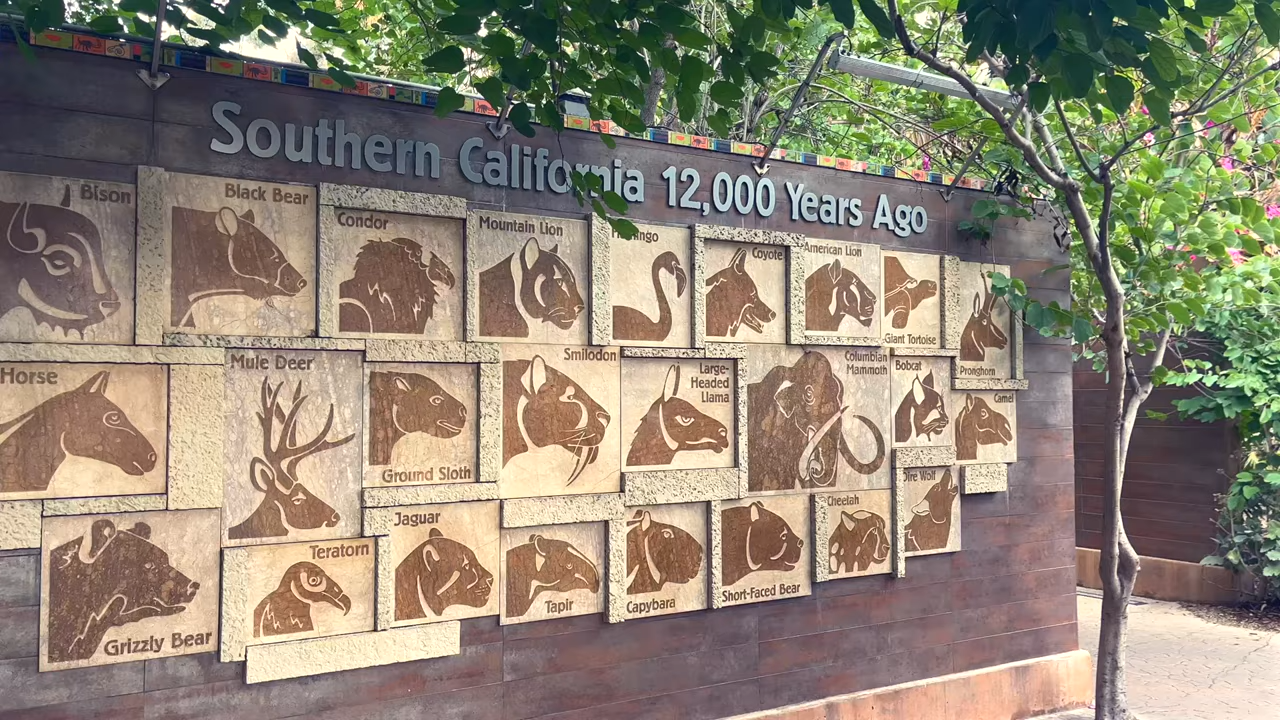 Southern California 12,000 Years Ago
Bison
Black Bear
Condor
Mountain Lion
Coyote
American Lion
Giant Tortoise
Pronghorn
Horse
Mule Deer
Ground Sloth
Smilodon
Large-
Headed
Llama
Columbian
Mammoth
Bobcat
Camel
Grizzly Bear
Teratorn
Jaguar
Tapir
Capybara
Short-Faced Bear
Cheetah
Dire Wolf